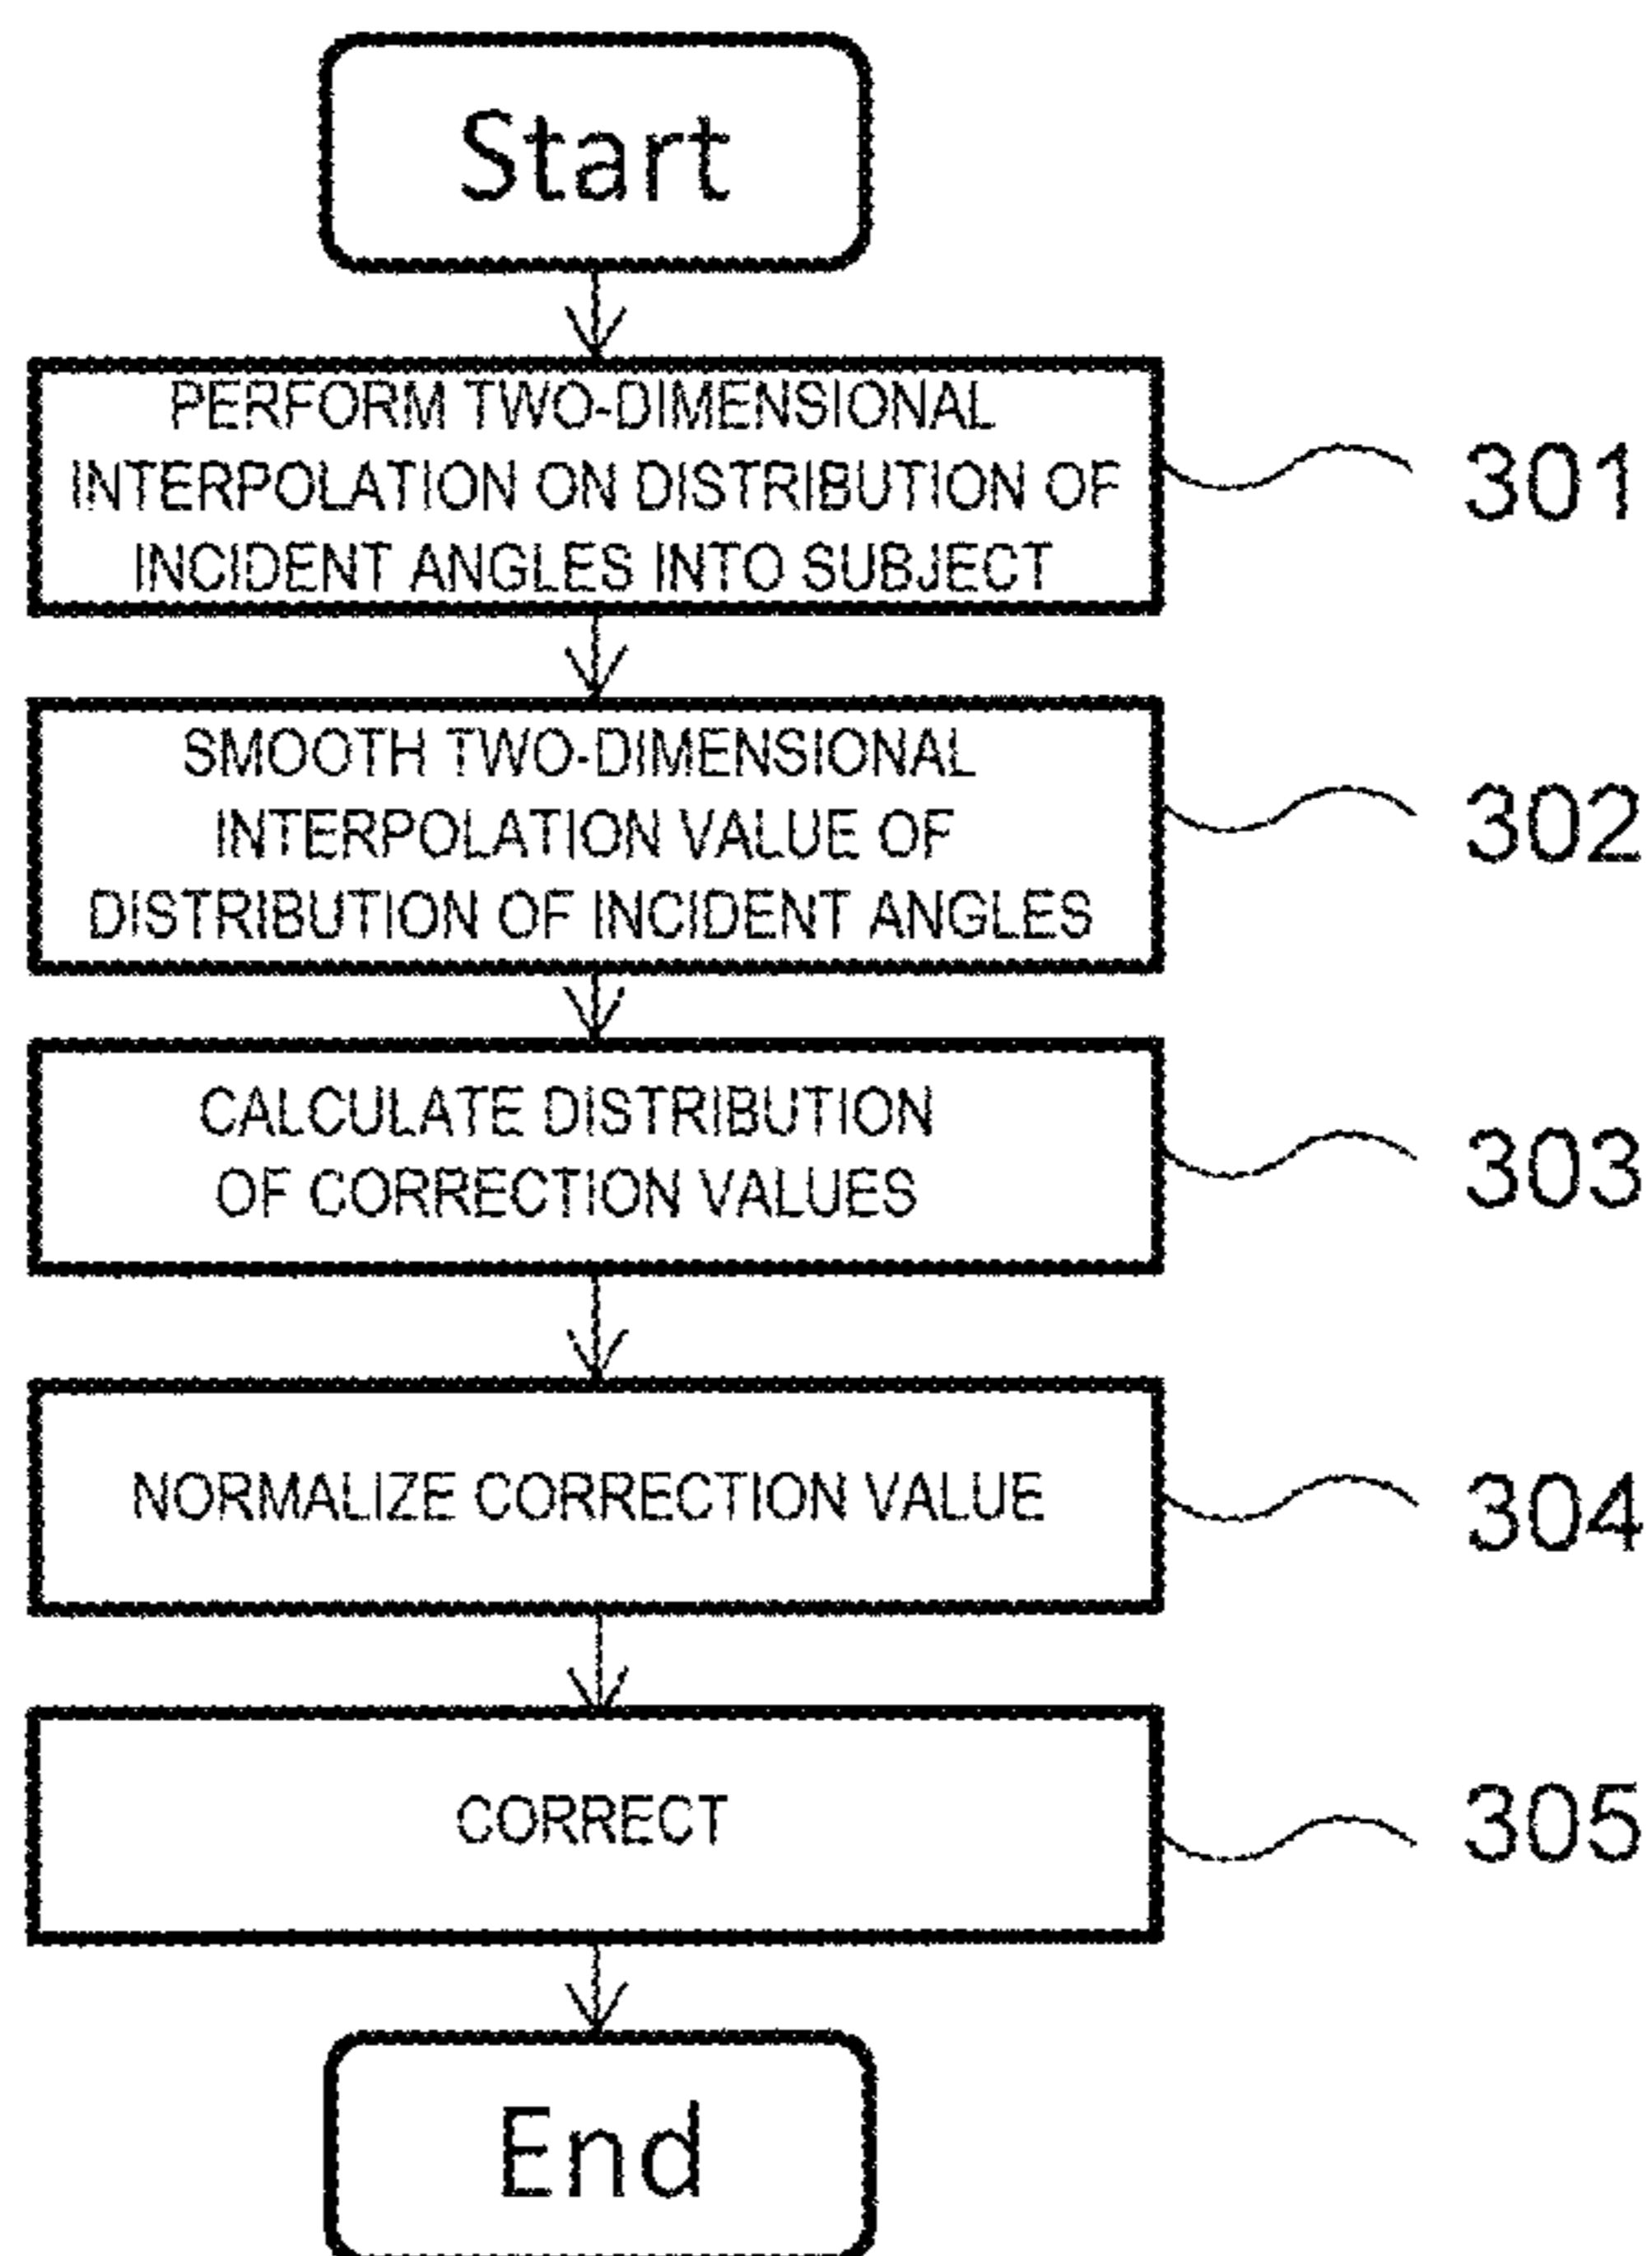 Start
PERFORM TWO-DIMENSIONAL
INTERPOLATION ON DISTRIBUTION OF
INCIDENT ANGLES INTO SUBJECT
301
SMOOTH TWO-DIMENSIONAL
INTERPOLATION VALUE OF
DISTRIBUTION OF INCIDENT ANGLES
302
CALCULATE DISTRIBUTION
OF CORRECTION VALUES
303
NORMALIZE CORRECTION VALUE
304
CORRECT
305
End